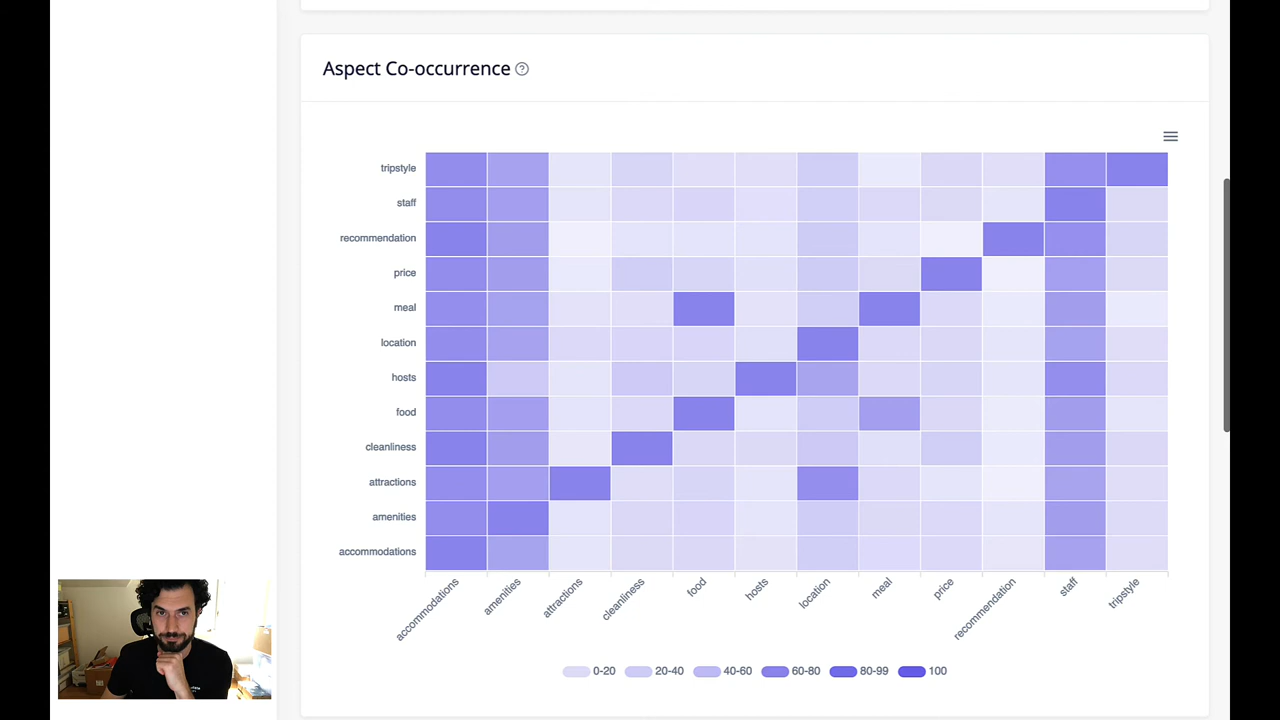 Aspect Co-occurrence ?
tripstyle
staff
recommendation
price
meal
location
hosts
food
cleanliness
attractions
amenities
accommodations
accommodations amenities attractions cleanliness food hosts location meal price recommendation staff tripstyle
0-20 20-40 40-60 60-80 80-99 100